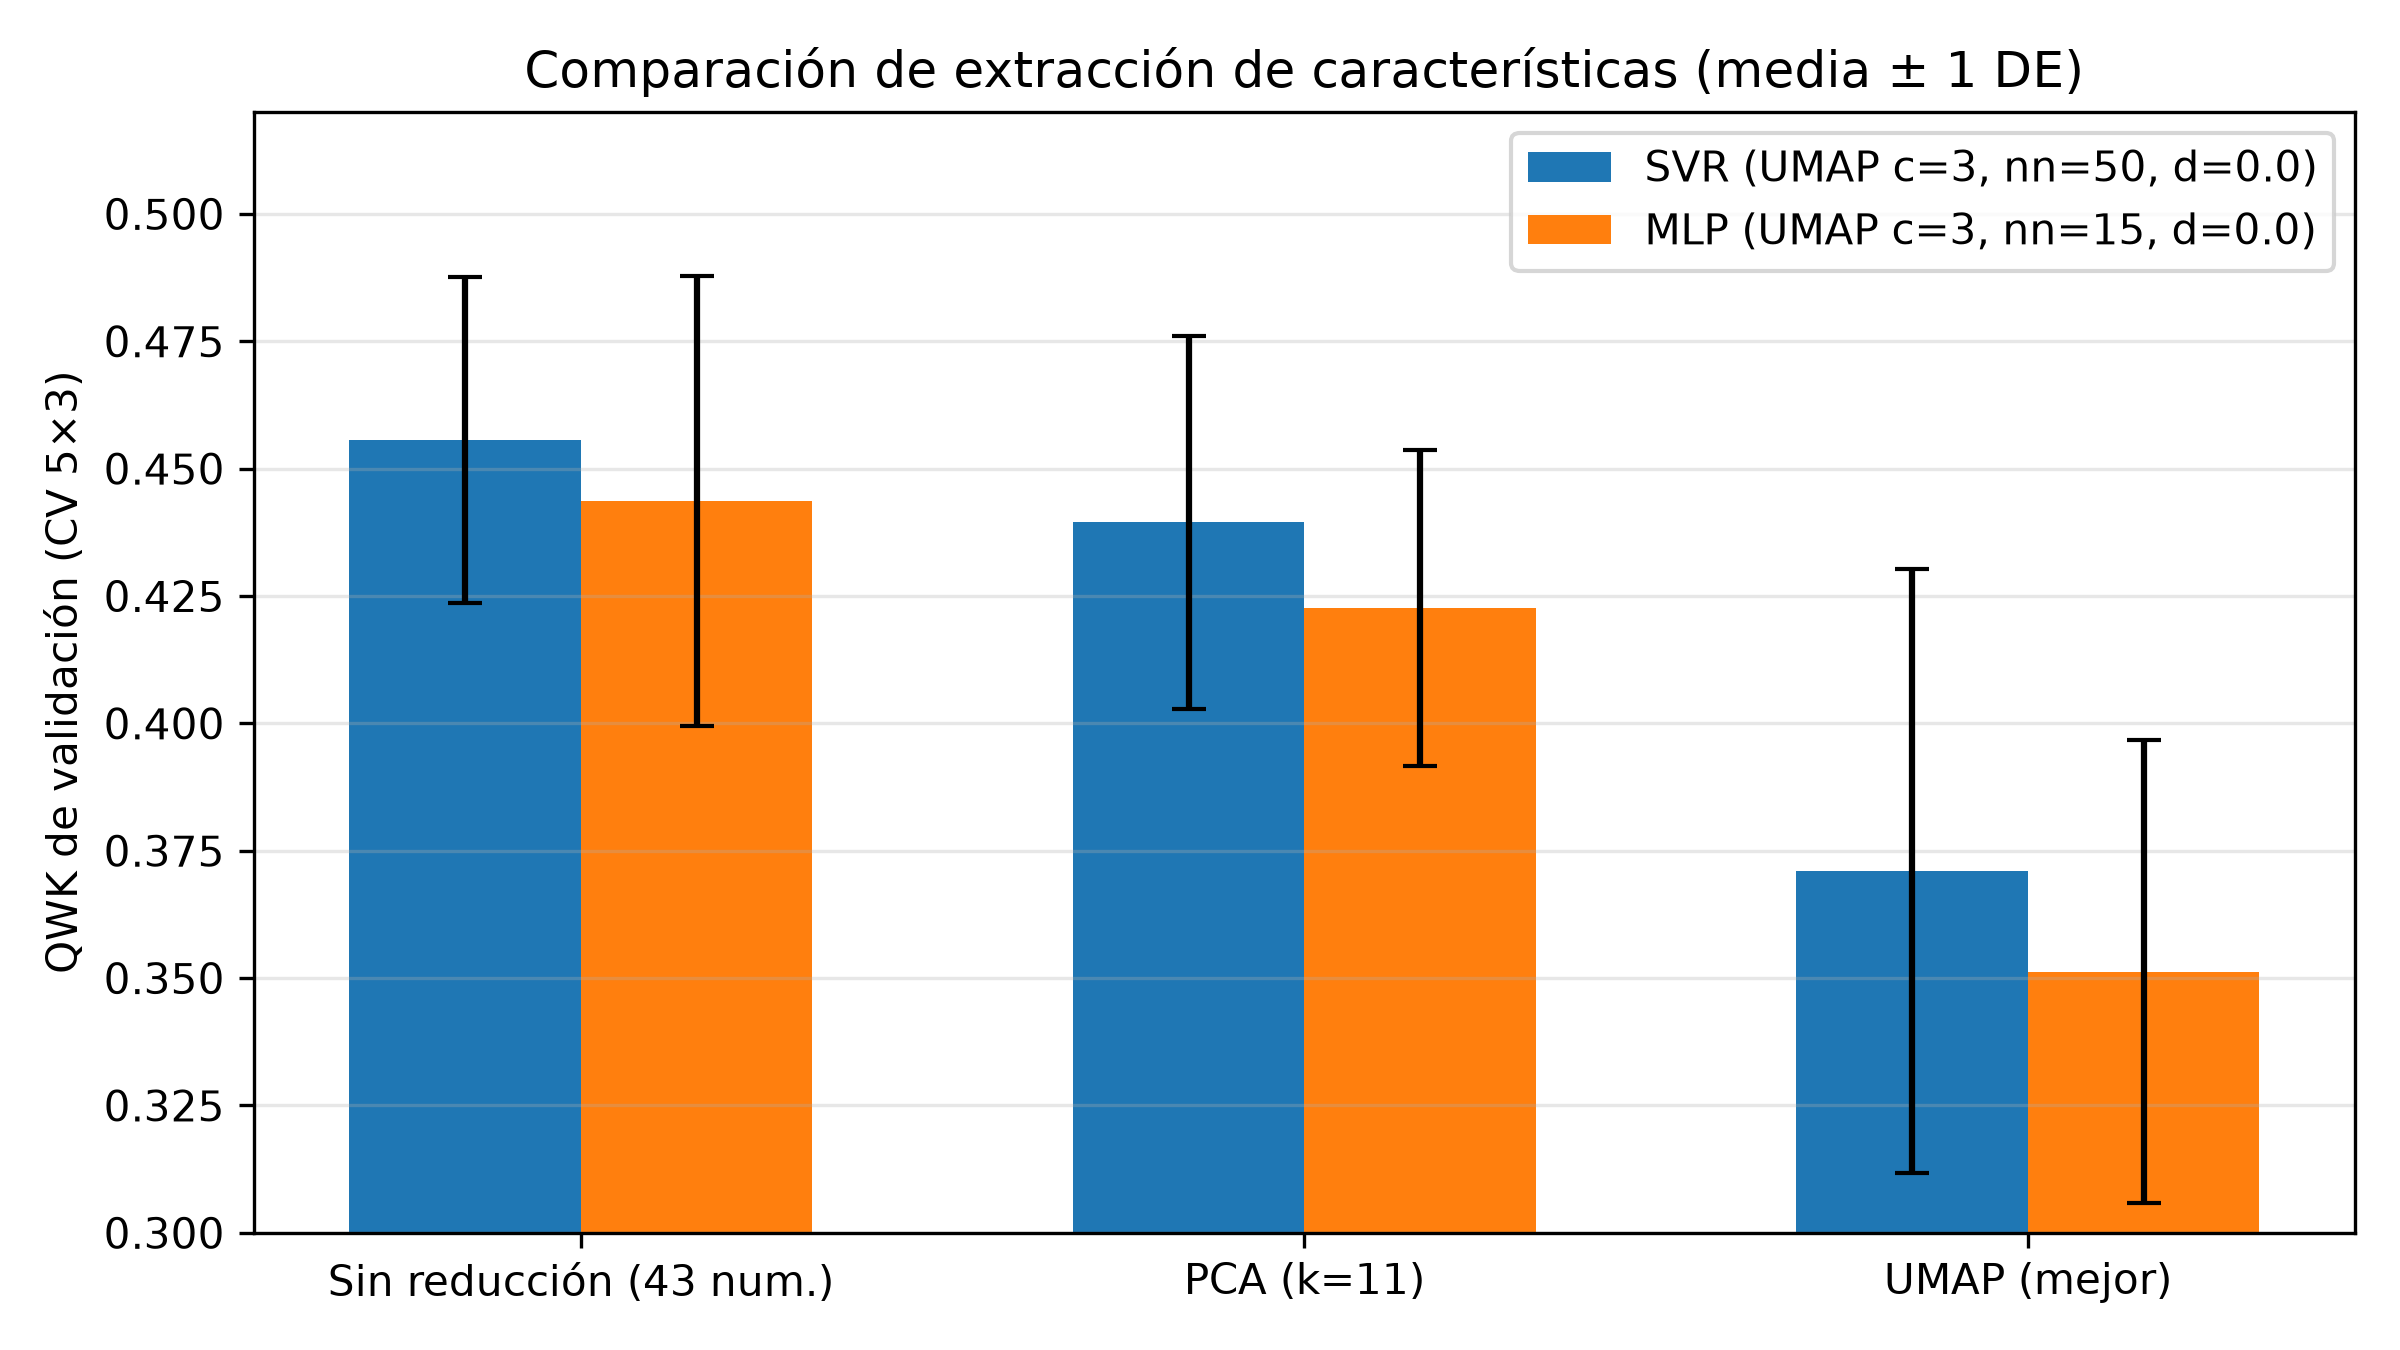 Comparación de extracción de características (media ± 1 DE)
SVR (UMAP c=3, nn=50, d=0.0)
MLP (UMAP c=3, nn=15, d=0.0)
QWK de validación (CV 5×3)
0.500
0.475
0.450
0.425
0.400
0.375
0.350
0.325
0.300
Sin reducción (43 num.)
PCA (k=11)
UMAP (mejor)